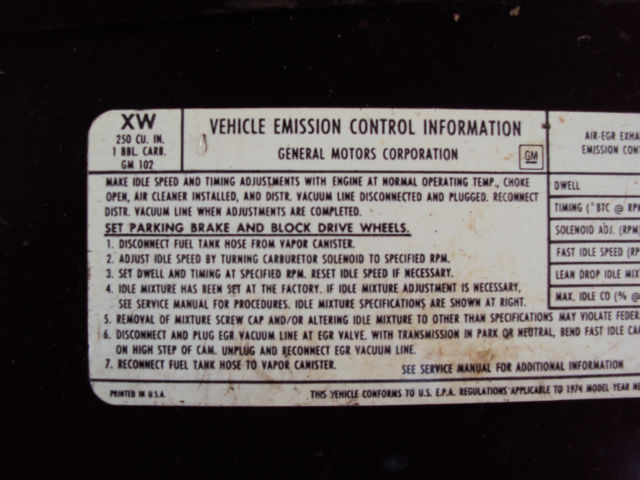 XW
250 CU. IN.
1 BBL. CARB.
GM 102
VEHICLE EMISSION CONTROL INFORMATION
GENERAL MOTORS CORPORATION
GM
AIR-EGR EXHA
EMISSION CONT
MAKE IDLE SPEED AND TIMING ADJUSTMENTS WITH ENGINE AT NORMAL OPERATING TEMP., CHOKE
OPEN, AIR CLEANER INSTALLED, AND DISTR. VACUUM LINE DISCONNECTED AND PLUGGED. RECONNECT
DISTR. VACUUM LINE WHEN ADJUSTMENTS ARE COMPLETED.
SET PARKING BRAKE AND BLOCK DRIVE WHEELS.
1. DISCONNECT FUEL TANK HOSE FROM VAPOR CANISTER.
2. ADJUST IDLE SPEED BY TURNING CARBURETOR SOLENOID TO SPECIFIED RPM.
3. SET DWELL AND TIMING AT SPECIFIED RPM. RESET IDLE SPEED IF NECESSARY.
4. IDLE MIXTURE HAS BEEN SET AT THE FACTORY. IF IDLE MIXTURE ADJUSTMENT IS NECESSARY,
SEE SERVICE MANUAL FOR PROCEDURES. IDLE MIXTURE SPECIFICATIONS ARE SHOWN AT RIGHT.
DWELL
TIMING (°BTC @ RPM
SOLENOID ADJ. (RPM)
FAST IDLE SPEED (RP
LEAN DROP IDLE MIX
MAX. IDLE CO (% @
5. REMOVAL OF MIXTURE SCREW CAP AND/OR ALTERING IDLE MIXTURE TO OTHER THAN SPECIFICATIONS MAY VIOLATE FEDER
6. DISCONNECT AND PLUG EGR VACUUM LINE AT EGR VALVE. WITH TRANSMISSION IN PARK OR NEUTRAL, BEND FAST IDLE CA
ON HIGH STEP OF CAM. UNPLUG AND RECONNECT EGR VACUUM LINE.
7. RECONNECT FUEL TANK HOSE TO VAPOR CANISTER.
SEE SERVICE MANUAL FOR ADDITIONAL INFORMATION
PRINTED IN U.S.A.
THIS VEHICLE CONFORMS TO U.S. E.P.A. REGULATIONS APPLICABLE TO 1974 MODEL YEAR NE